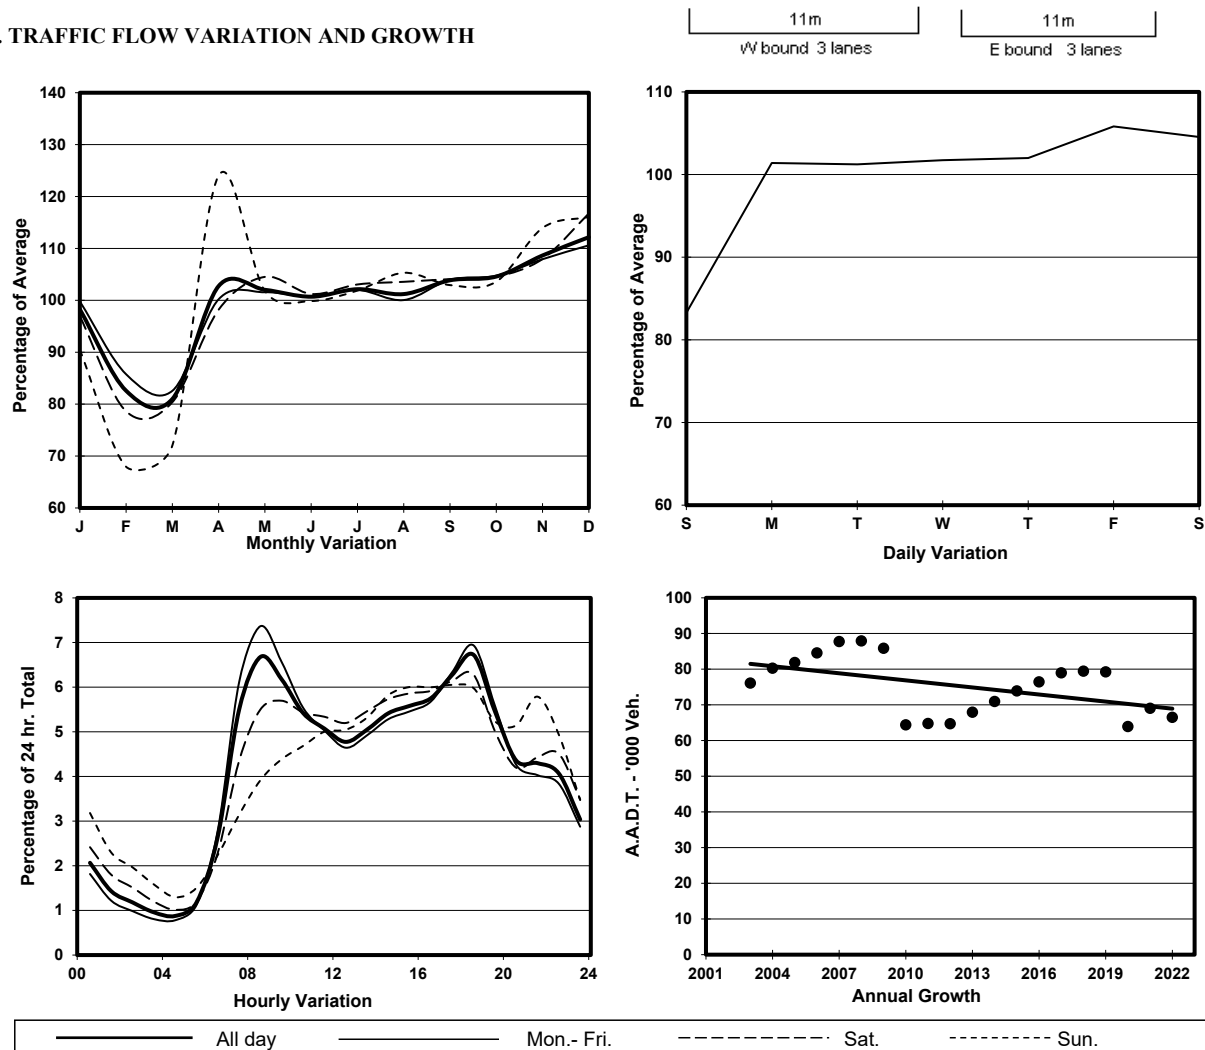 . TRAFFIC FLOW VARIATION AND GROWTH
11m 11m
W bound 3 lanes E bound 3 lanes
140
130
120
110
100
90
80
70
60
Percentage of Average
J F M A M J J A S O N D
Monthly Variation
110
100
90
80
70
60
Percentage of Average
S M T W T F S
Daily Variation
8
7
6
5
4
3
2
1
0
Percentage of 24 hr. Total
00 04 08 12 16 20 24
Hourly Variation
100
90
80
70
60
50
40
30
20
10
0
A.A.D.T. - '000 Veh.
2001 2004 2007 2010 2013 2016 2019 2022
Annual Growth
All day Mon.- Fri. Sat. Sun.